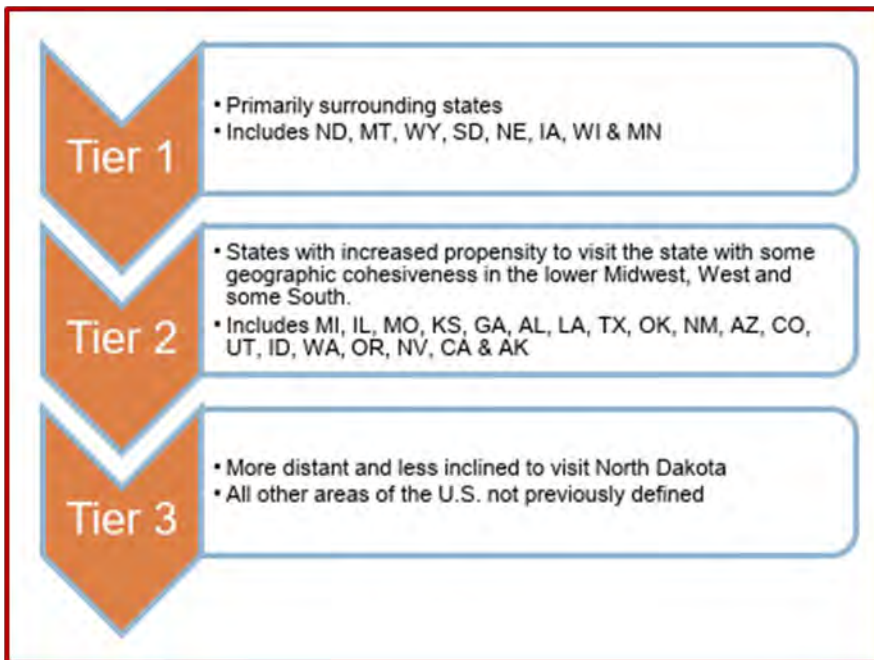 Tier 1
• Primarily surrounding states
• Includes ND, MT, WY, SD, NE, IA, WI & MN
Tier 2
• States with increased propensity to visit the state with some
geographic cohesiveness in the lower Midwest, West and
some South.
• Includes MI, IL, MO, KS, GA, AL, LA, TX, OK, NM, AZ, CO,
UT, ID, WA, OR, NV, CA & AK
Tier 3
• More distant and less inclined to visit North Dakota
• All other areas of the U.S. not previously defined